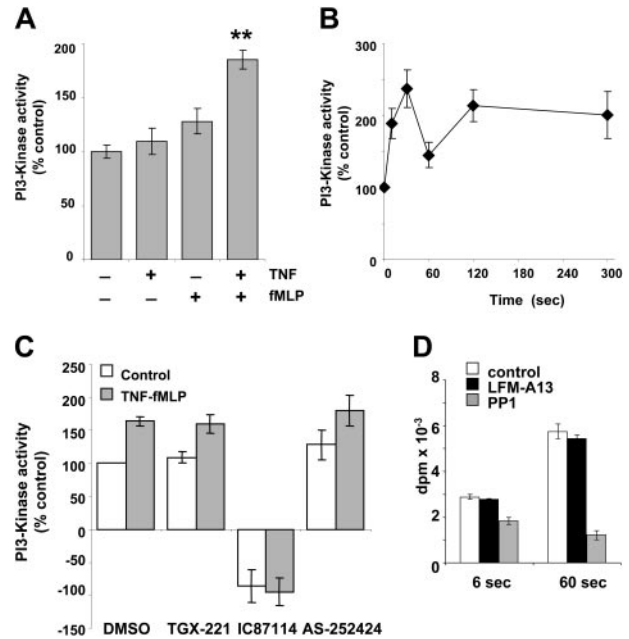 A
PI3-Kinase activity
(% control)
200
150
100
50
0
**
– + – + TNF
– – + + fMLP
B
PI3-Kinase activity
(% control)
300
200
100
0
0 60 120 300
Time (sec)
C
PI3-Kinase activity
(% control)
250
200
150
100
50
0
-50
-100
-150
Control
TNF-fMLP
DMSO TGX-221 IC87114 AS-252424
D
dpm x 10⁻³
8
6
4
2
0
control
LFM-A13
PP1
6 sec 60 sec